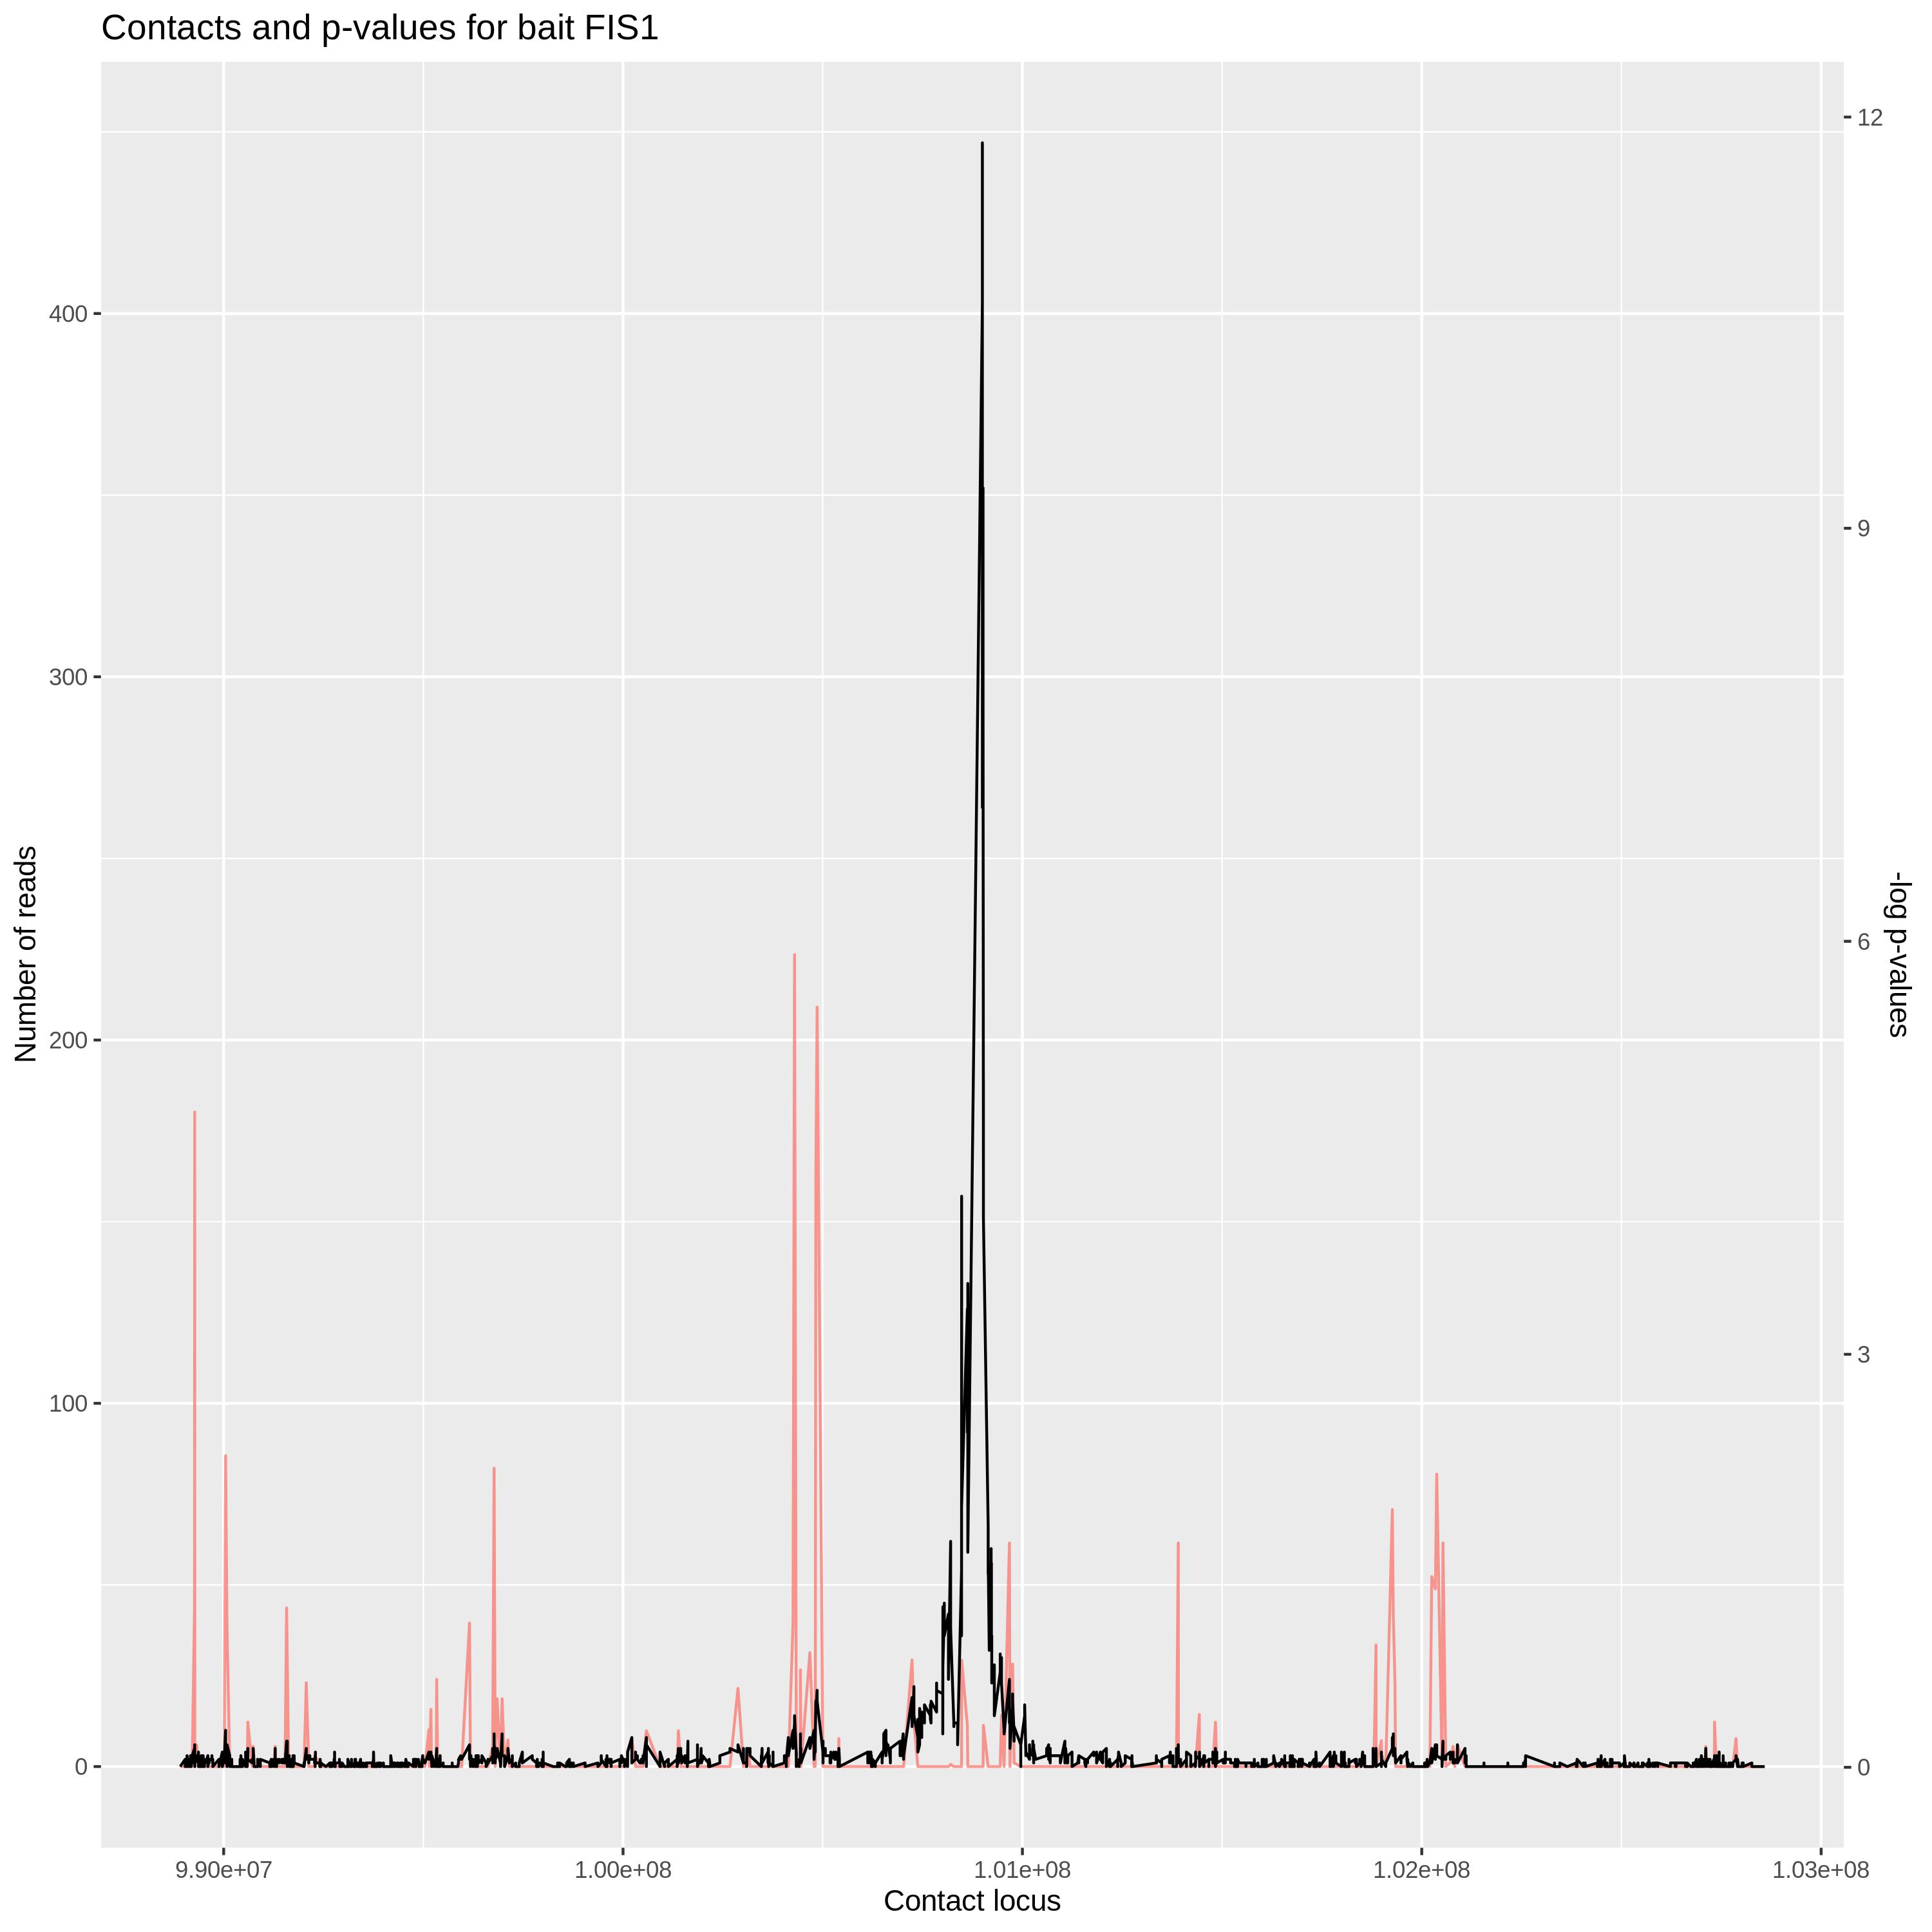 Contacts and p-values for bait FIS1
Number of reads
400
300
200
100
0
12
9
6
3
0
-log p-values
9.90e+07
1.00e+08
1.01e+08
1.02e+08
1.03e+08
Contact locus